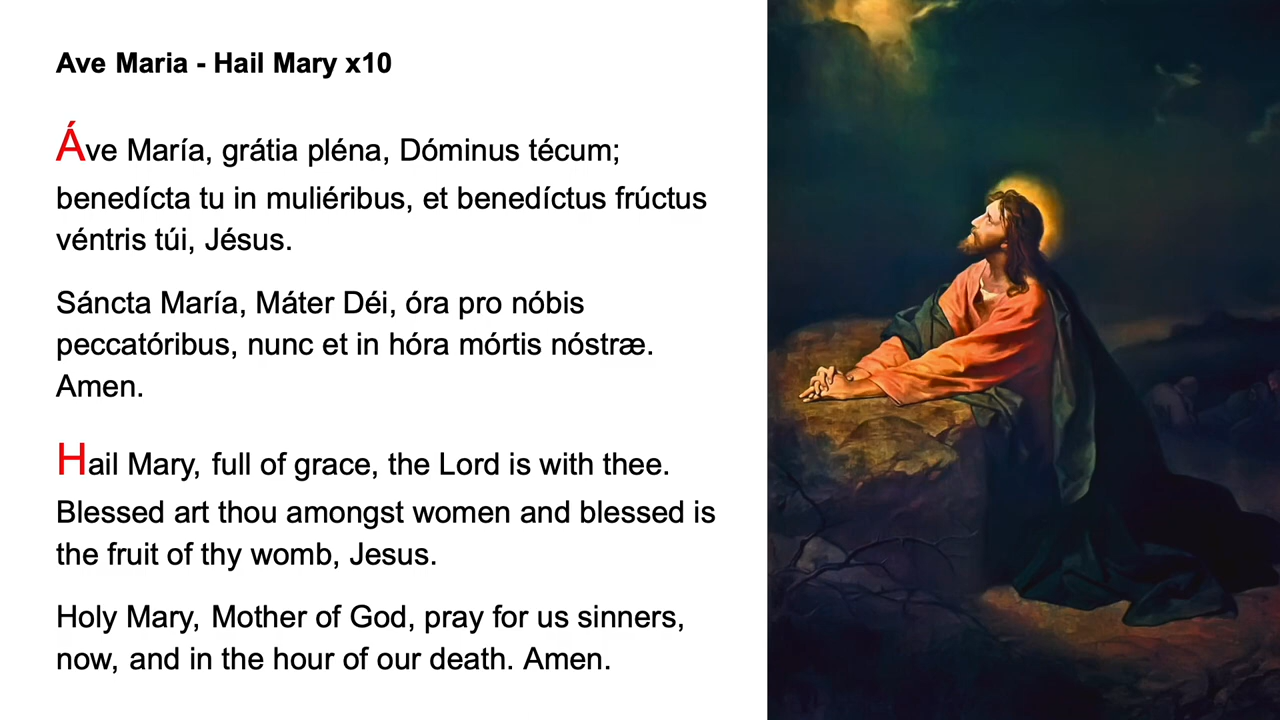 Ave Maria - Hail Mary x10
Áve María, grátia pléna, Dóminus técum;
benedícta tu in muliéribus, et benedíctus frúctus
véntris túi, Jésus.
Sáncta María, Máter Déi, óra pro nóbis
peccatóribus, nunc et in hóra mórtis nóstræ.
Amen.
Hail Mary, full of grace, the Lord is with thee.
Blessed art thou amongst women and blessed is
the fruit of thy womb, Jesus.
Holy Mary, Mother of God, pray for us sinners,
now, and in the hour of our death. Amen.